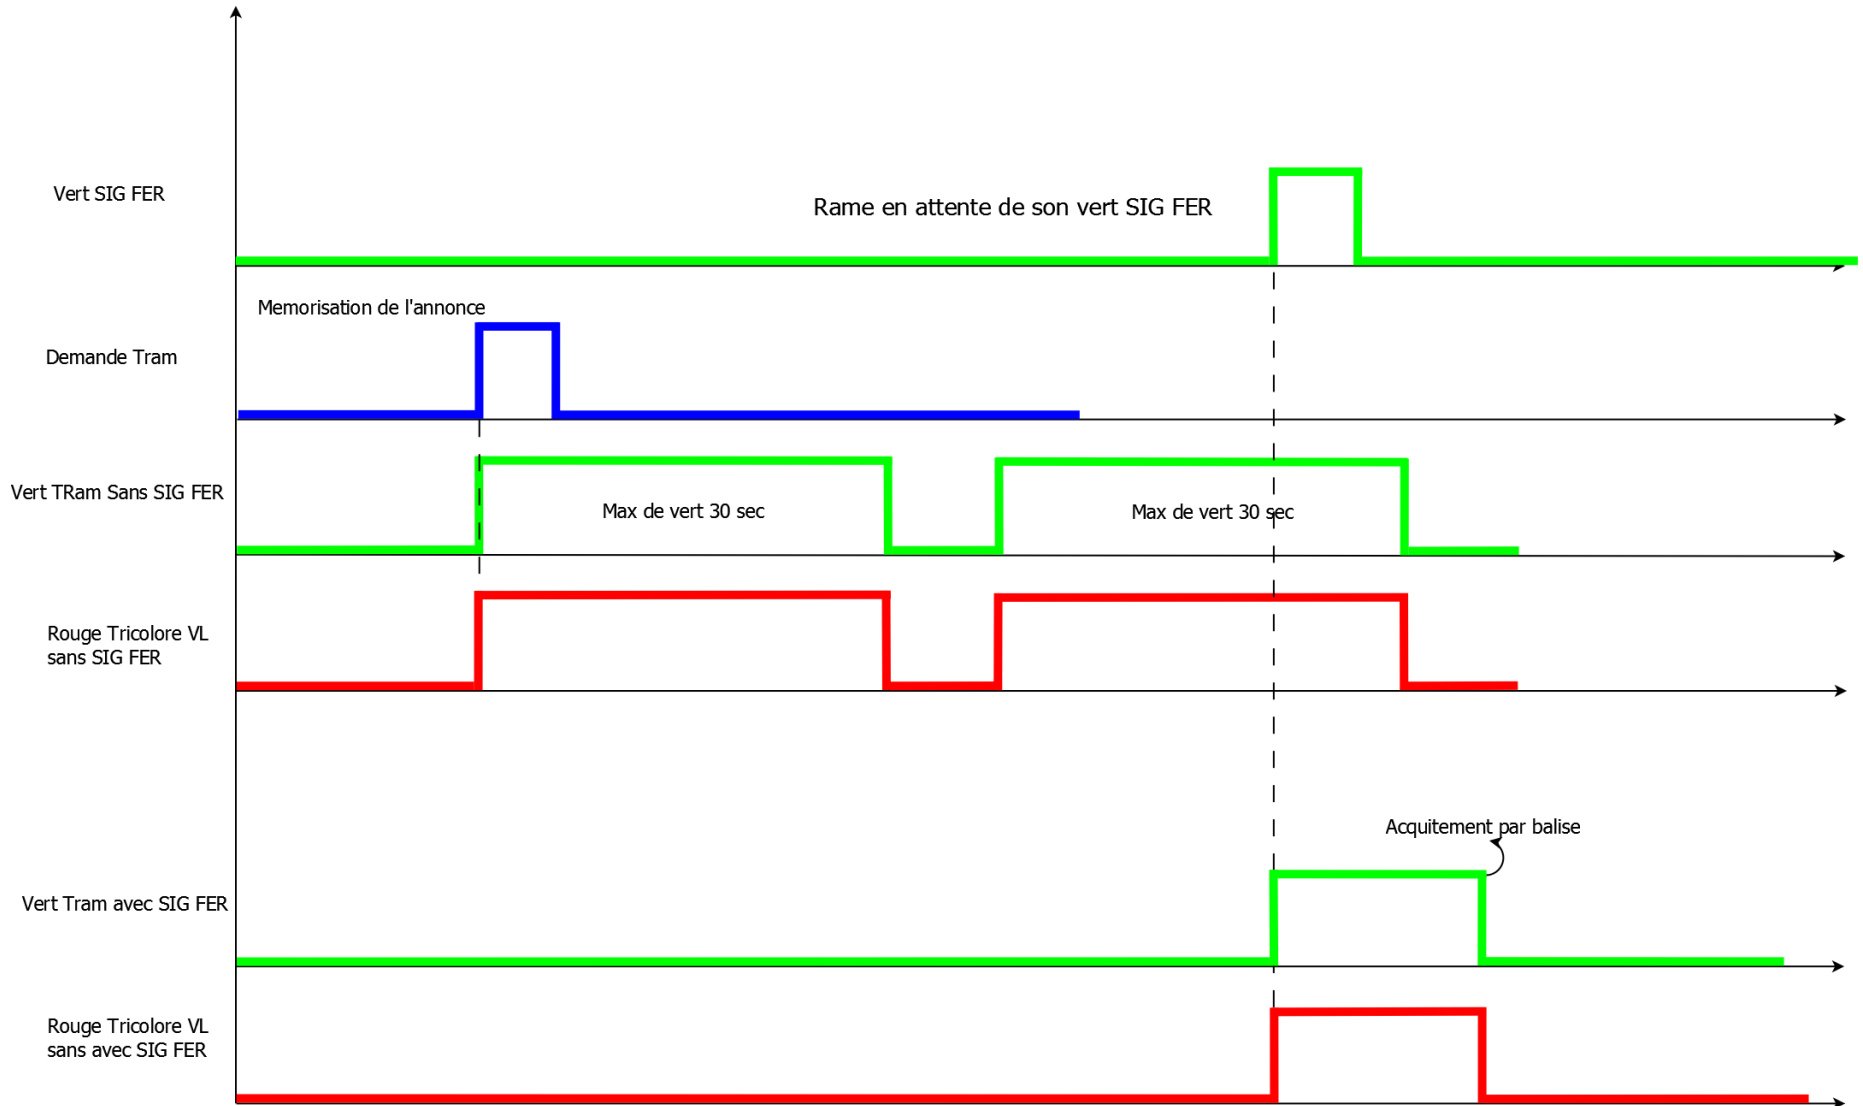 Vert SIG FER
Rame en attente de son vert SIG FER
Memorisation de l'annonce
Demande Tram
Vert TRam Sans SIG FER
Max de vert 30 sec
Max de vert 30 sec
Rouge Tricolore VL
sans SIG FER
Acquitement par balise
Vert Tram avec SIG FER
Rouge Tricolore VL
sans avec SIG FER